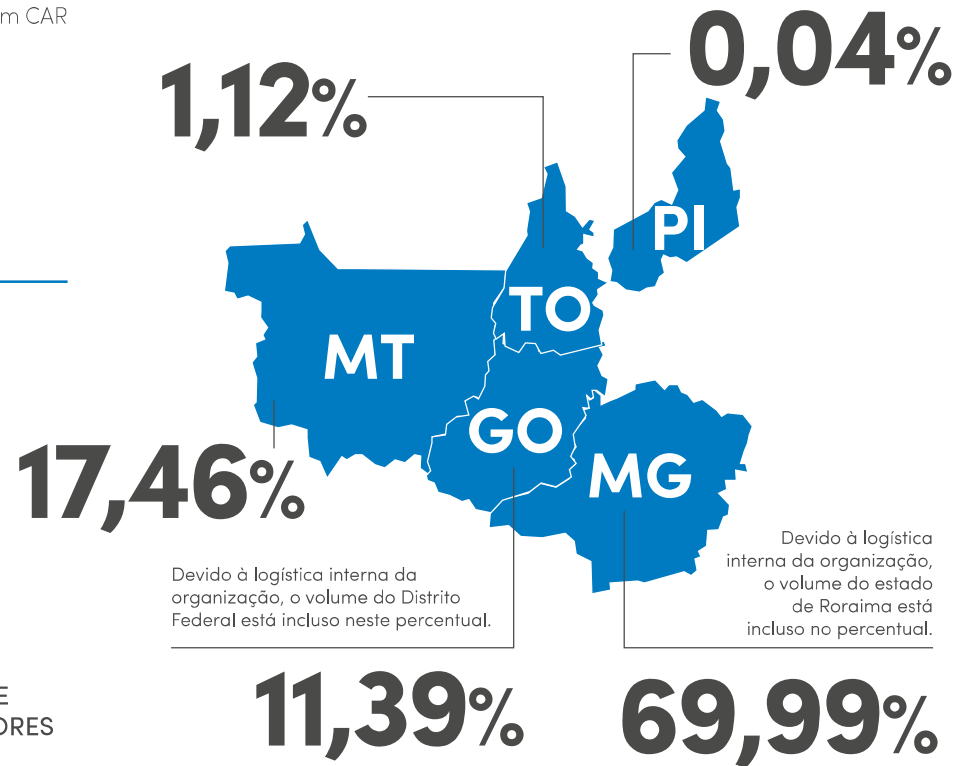 m CAR
0,04%
1,12%
PI
TO
MT
GO
MG
17,46%
Devido à logística interna da
organização, o volume do Distrito
Federal está incluso neste percentual.
Devido à logística
interna da organização,
o volume do estado
de Roraima está
incluso no percentual.
E
ORES
11,39%
69,99%